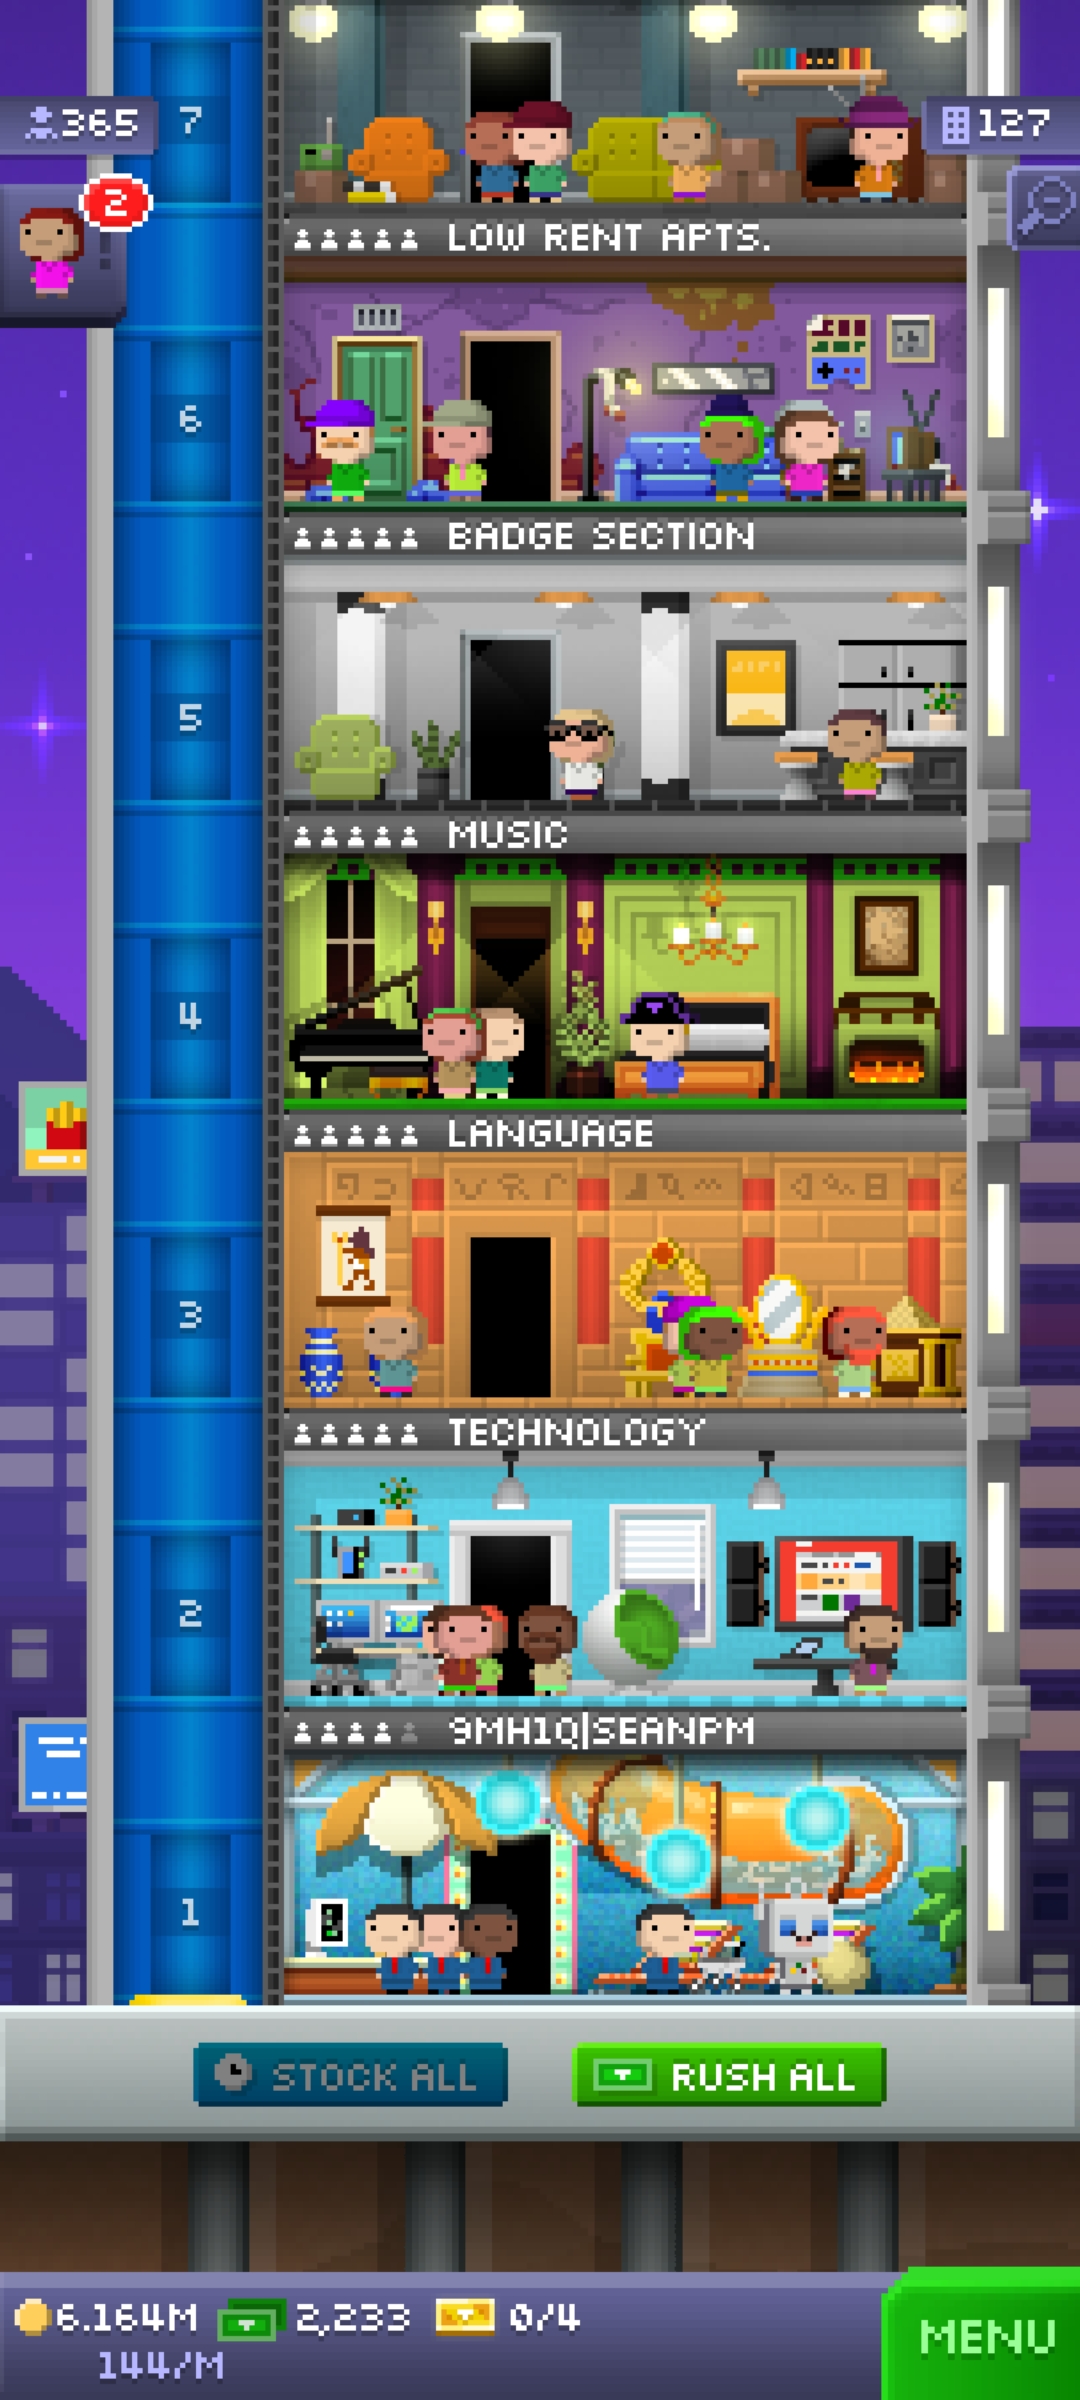 7
365
127
2
LOW RENT APTS.
6
BADGE SECTION
5
MUSIC
4
LANGUAGE
3
TECHNOLOGY
2
9MH1Q|SEANPM
1
STOCK ALL
RUSH ALL
6.164M
2,233
0/4
144/M
MENU